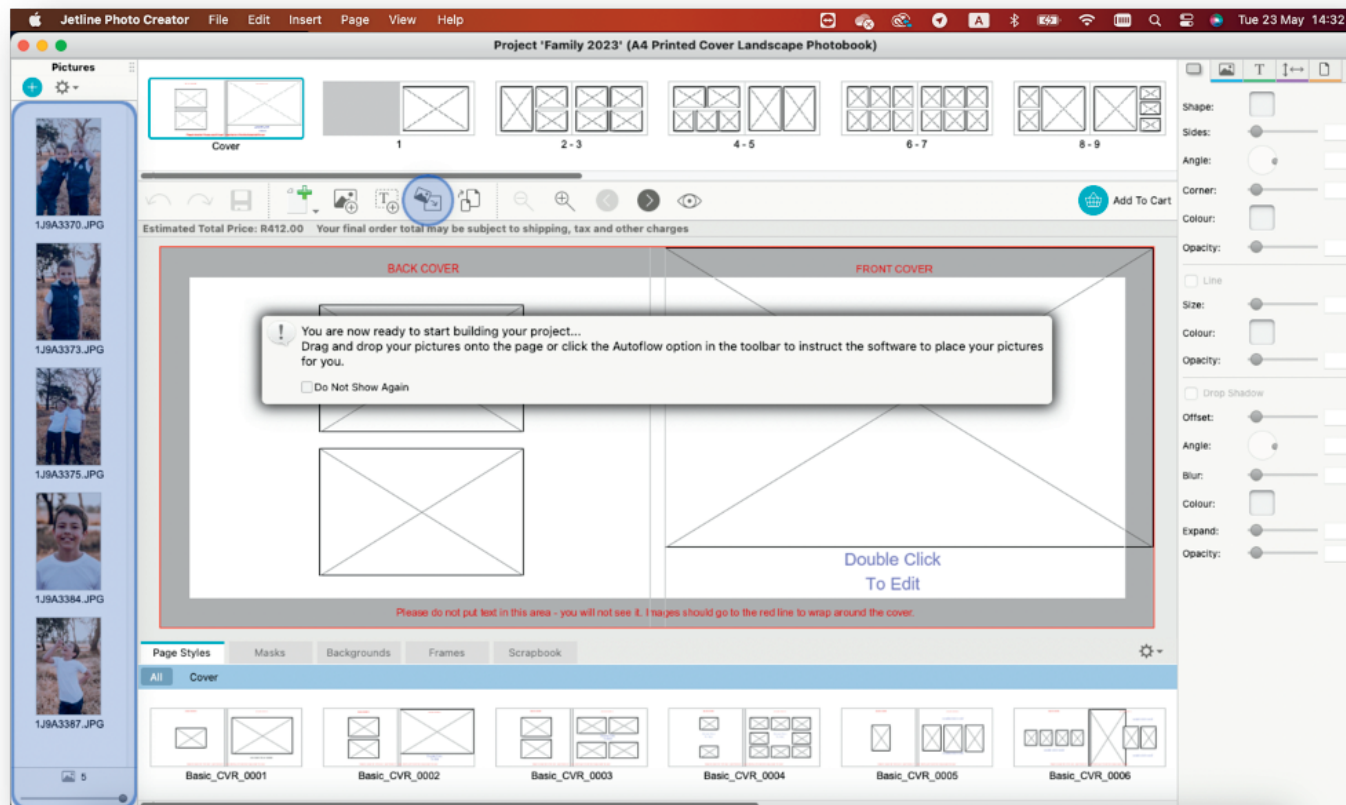 Jetline Photo Creator File Edit Insert Page View Help
A
Tue 23 May 14:32
Project 'Family 2023' (A4 Printed Cover Landscape Photobook)
Pictures
T
Cover
1
2 - 3
4 - 5
6 - 7
8 - 9
T
Add To Cart
Estimated Total Price: R412.00 Your final order total may be subject to shipping, tax and other charges
1J9A3370.JPG
1J9A3373.JPG
1J9A3375.JPG
1J9A3384.JPG
1J9A3387.JPG
5
BACK COVER
FRONT COVER
You are now ready to start building your project...
Drag and drop your pictures onto the page or click the Autoflow option in the toolbar to instruct the software to place your pictures
for you.
Do Not Show Again
Double Click
To Edit
Please do not put text in this area - you will not see it. Images should go to the red line to wrap around the cover.
Page Styles Masks Backgrounds Frames Scrapbook
All Cover
Basic_CVR_0001
Basic_CVR_0002
Basic_CVR_0003
Basic_CVR_0004
Basic_CVR_0005
Basic_CVR_0006
Shape:
Sides:
Angle:
Corner:
Colour:
Opacity:
Line
Size:
Colour:
Opacity:
Drop Shadow
Offset:
Angle:
Blur:
Colour:
Expand:
Opacity: